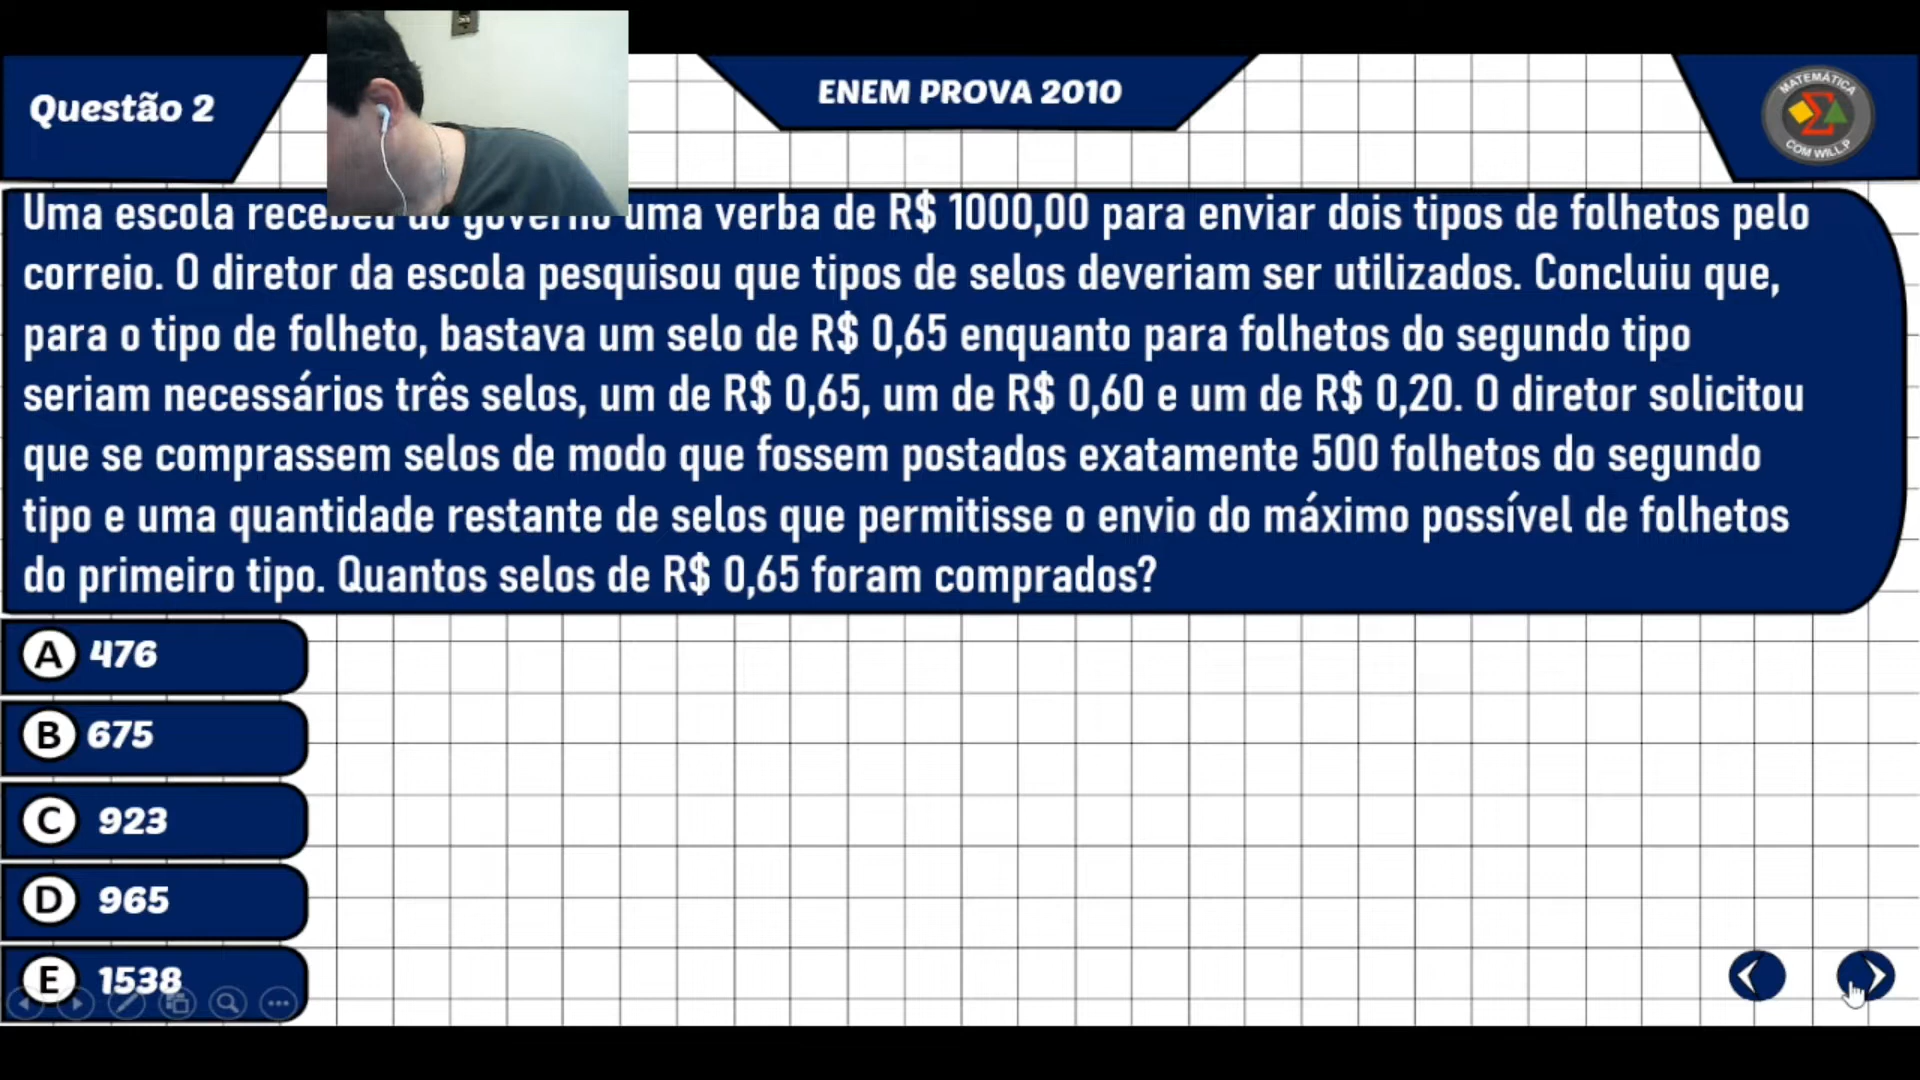 Questão 2
ENEM PROVA 2010
MATEMÁTICA
COM WILL.P
Uma escola recebeu do governo uma verba de R$ 1000,00 para enviar dois tipos de folhetos pelo
correio. O diretor da escola pesquisou que tipos de selos deveriam ser utilizados. Concluiu que,
para o tipo de folheto, bastava um selo de R$ 0,65 enquanto para folhetos do segundo tipo
seriam necessários três selos, um de R$ 0,65, um de R$ 0,60 e um de R$ 0,20. O diretor solicitou
que se comprassem selos de modo que fossem postados exatamente 500 folhetos do segundo
tipo e uma quantidade restante de selos que permitisse o envio do máximo possível de folhetos
do primeiro tipo. Quantos selos de R$ 0,65 foram comprados?
A 476
B 675
C 923
D 965
E 1538